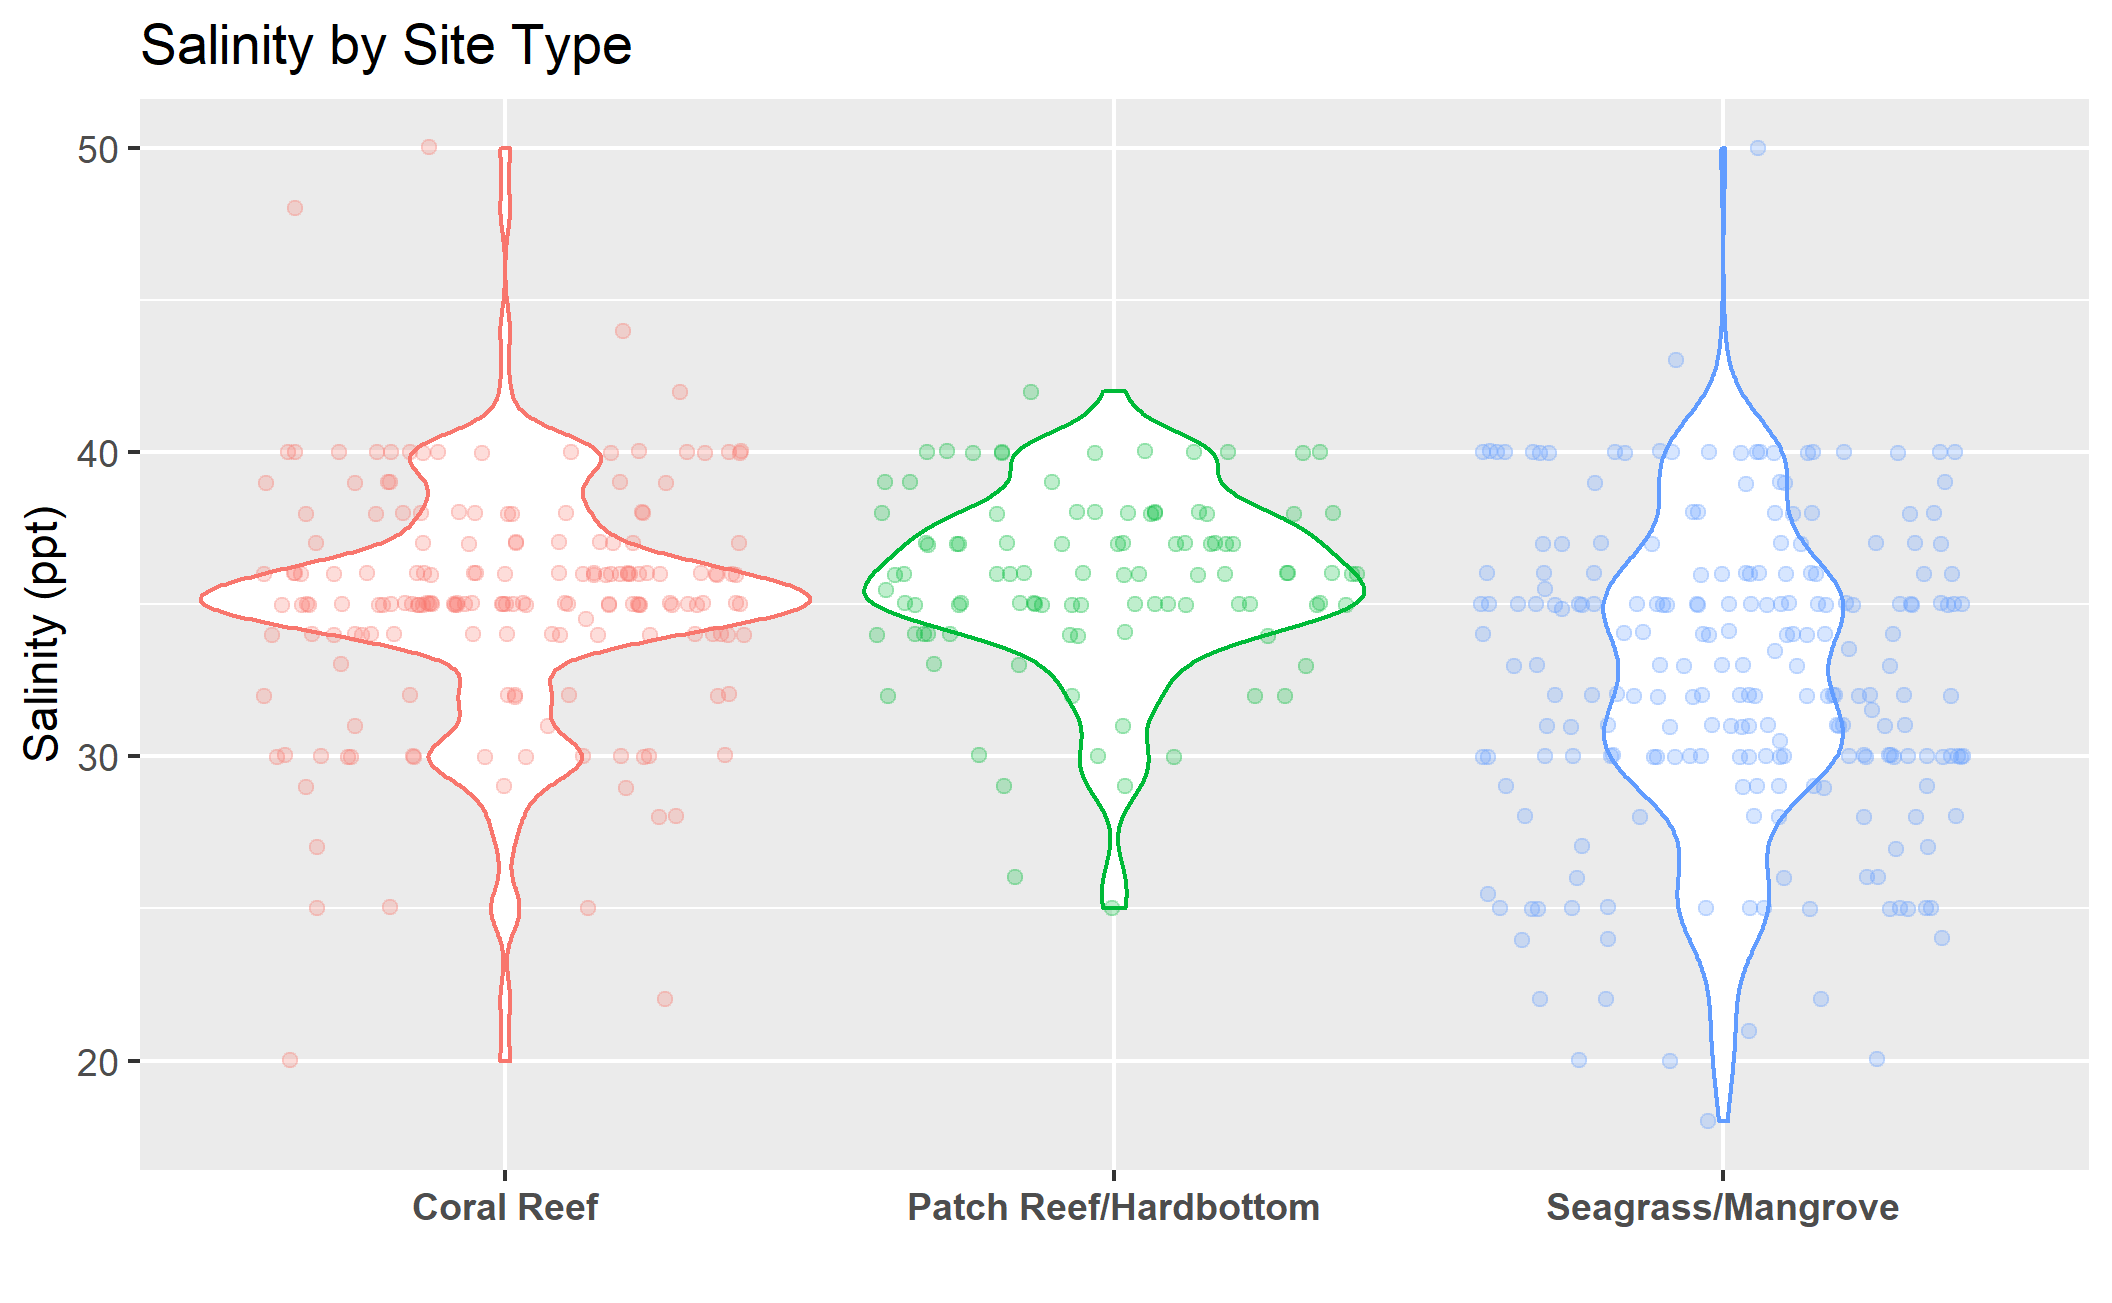 Salinity by Site Type
Salinity (ppt)
50
40
30
20
Coral Reef
Patch Reef/Hardbottom
Seagrass/Mangrove